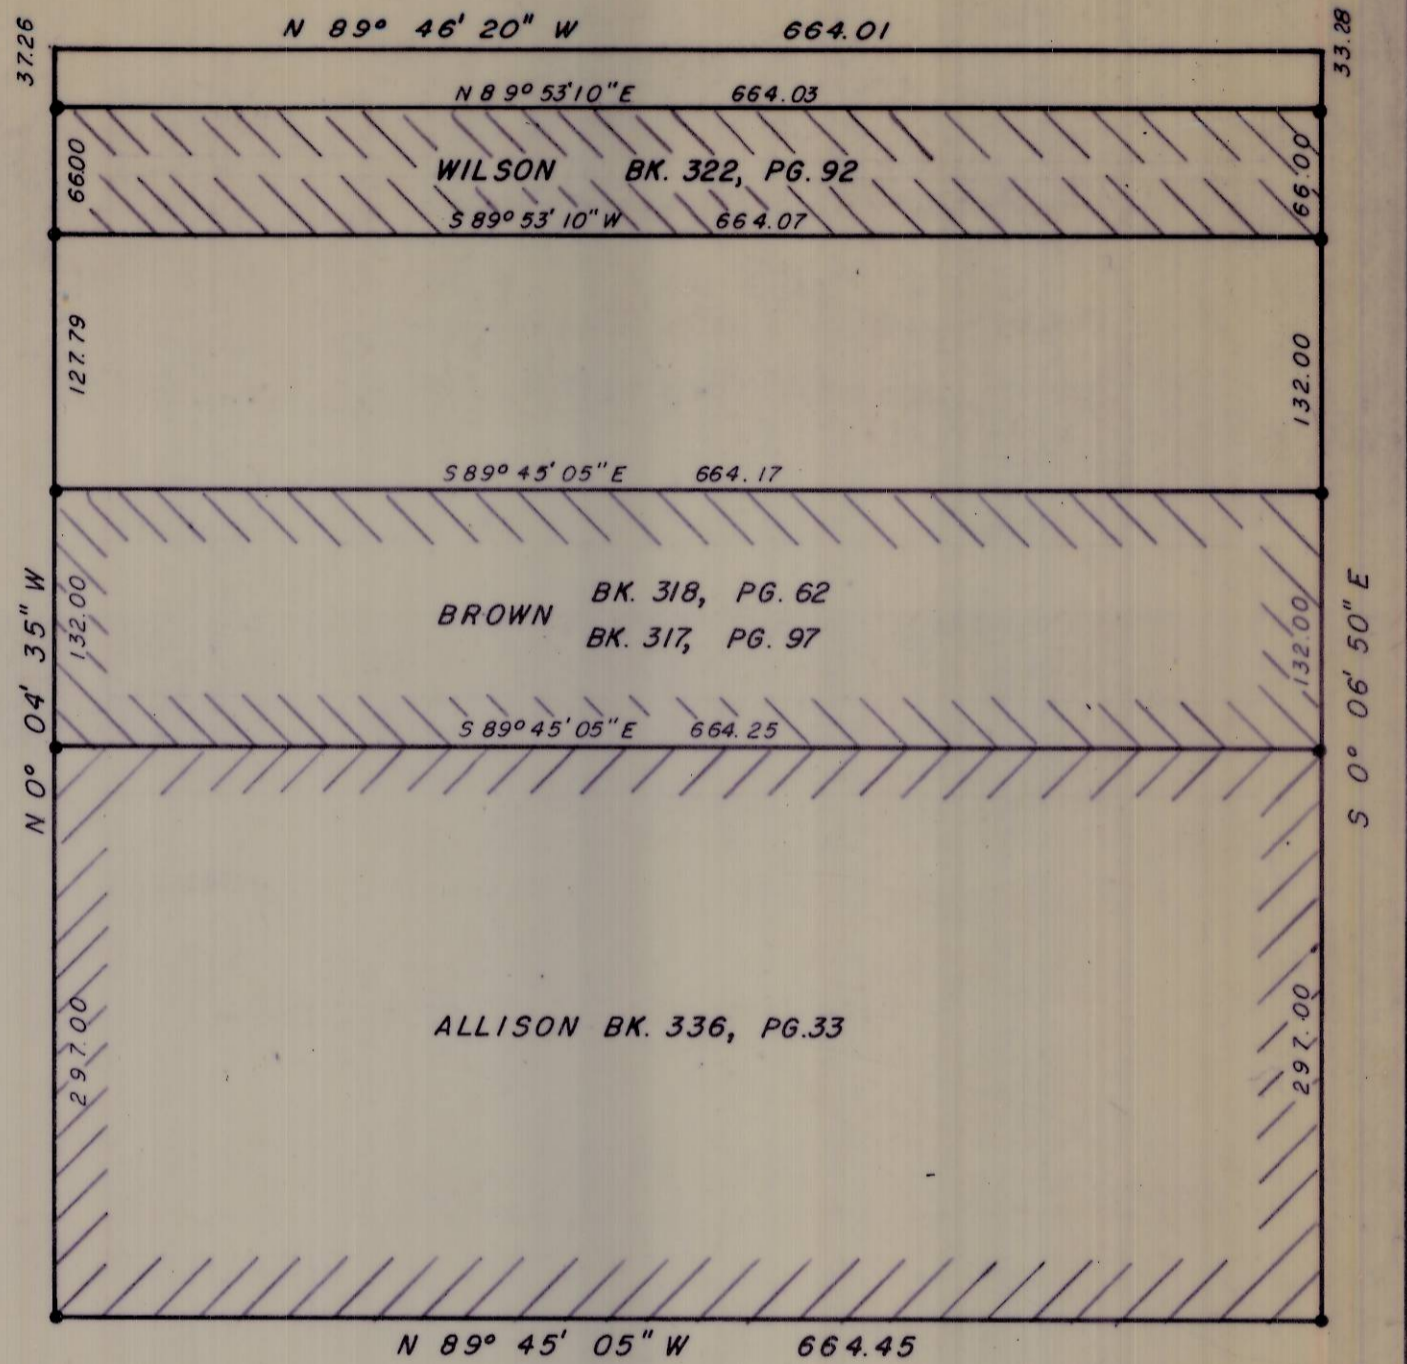 N 89° 46' 20" W 664.01
37.26
33.28
N 89° 53' 10" E 664.03
66.00
WILSON BK. 322, PG. 92
66.00
S 89° 53' 10" W 664.07
127.79
132.00
S 89° 45' 05" E 664.17
N 0° 04' 35" W
132.00
BROWN
BK. 318, PG. 62
BK. 317, PG. 97
132.00
S 0° 06' 50" E
S 89° 45' 05" E 664.25
297.00
ALLISON BK. 336, PG. 33
297.00
N 89° 45' 05" W 664.45